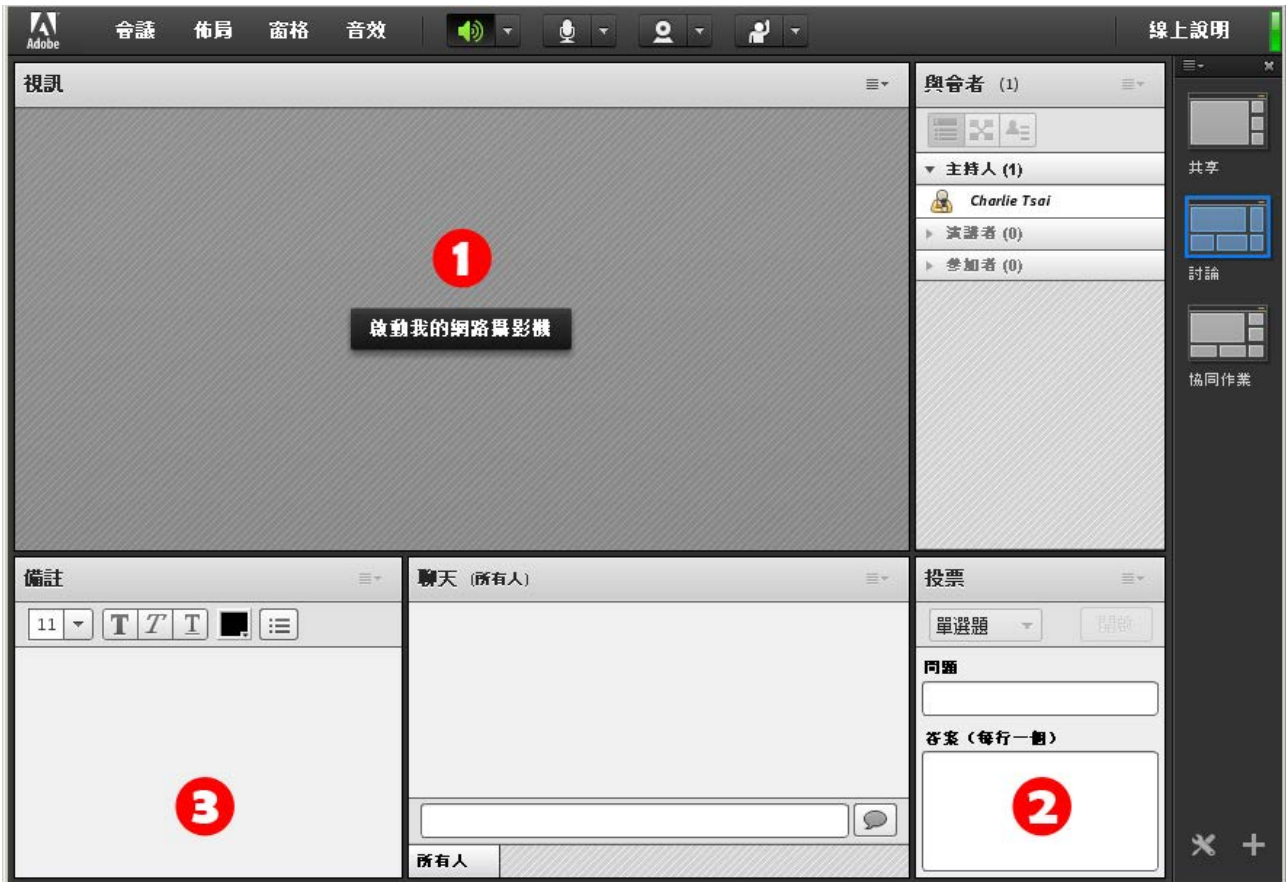 Adobe 會議 佈局 窗格 音效 線上說明
視訊
1
啟動我的網路攝影機
與會者 (1)
主持人 (1)
Charlie Tsai
演講者 (0)
參加者 (0)
共享
討論
協同作業
備註
11 T T T
3
聊天 (所有人)
所有人
投票
單選題 開啟
問題
答案（每行一個）
2